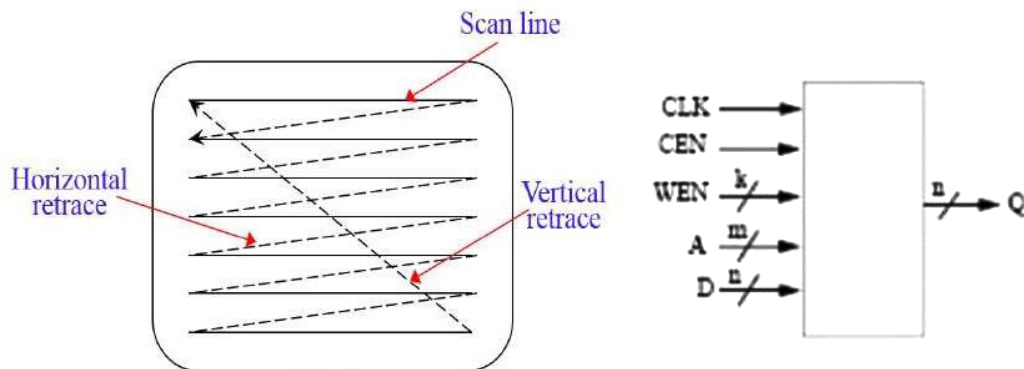 Scan line
Horizontal
retrace
Vertical
retrace
CLK
CEN
WEN k
A m
D n
n Q